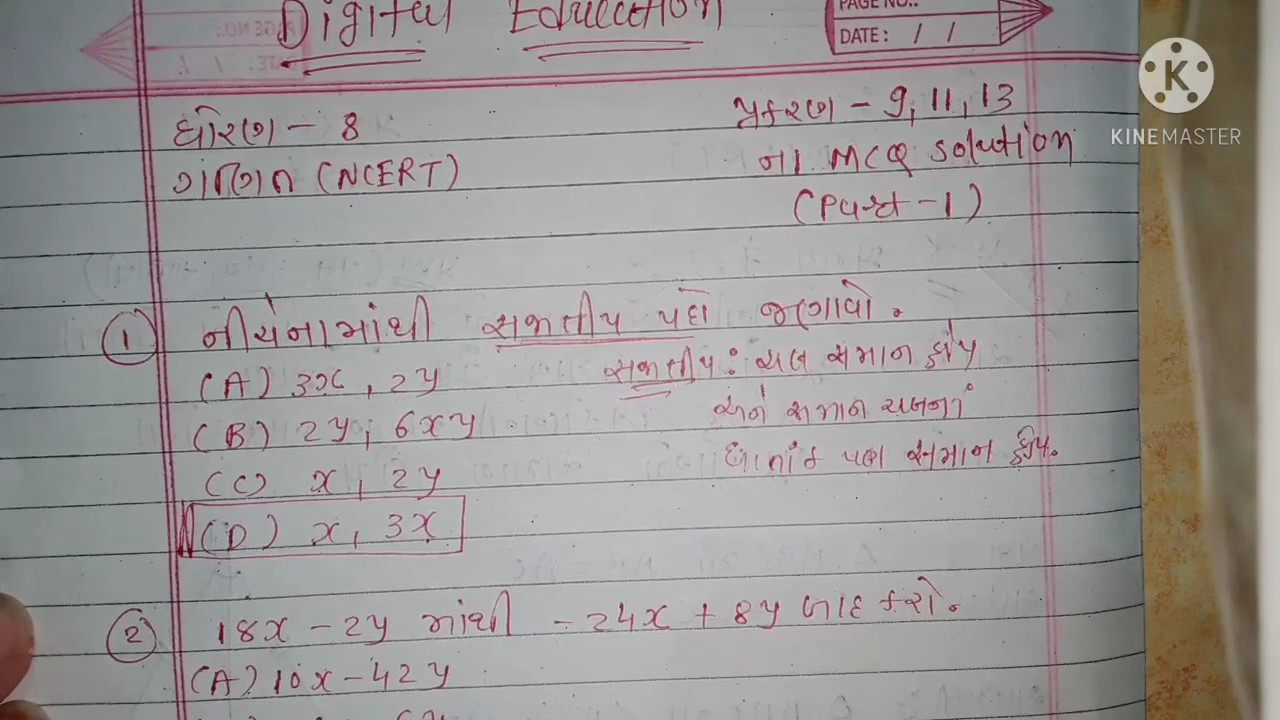 Digital Education
PAGE NO.:
DATE: / /
K
KINEMASTER
ધોરણ - 8
પ્રકરણ - 9, 11, 13
ગણિત (NCERT)
ના MCQ solution
(Part-1)
1 નીચેનામાંથી સજાતીય પદો જણાવો.
(A) 3x, 2y
સજાતીય : ચલ સમાન હોય
(B) 2y, 6xy
અને સમાન ચલનાં
(C) x, 2y
ઘાતાંક પણ સમાન હોય.
(D) x, 3x
2 18x - 2y માંથી - 24x + 8y બાદ કરો.
(A) 10x - 42y